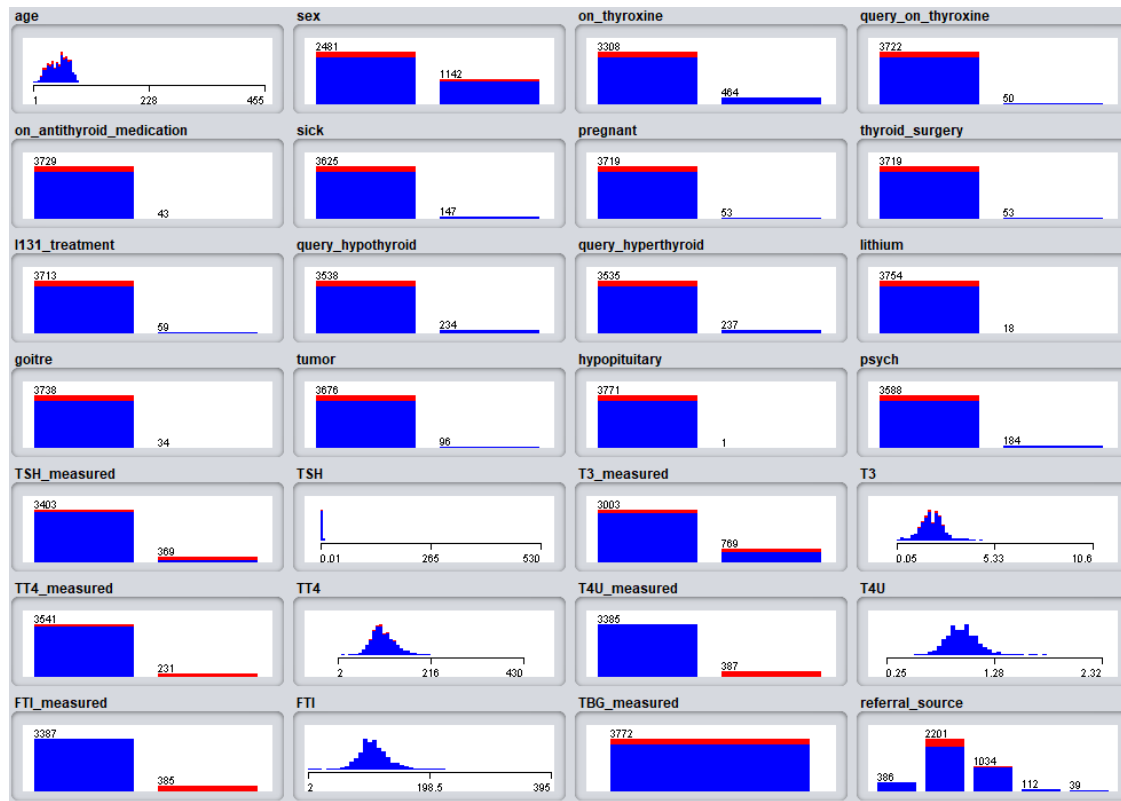 age
1 228 455
sex
2481
1142
on_thyroxine
3308
464
query_on_thyroxine
3722
50
on_antithyroid_medication
3729
43
sick
3625
147
pregnant
3719
53
thyroid_surgery
3719
53
I131_treatment
3713
59
query_hypothyroid
3538
234
query_hyperthyroid
3535
237
lithium
3754
18
goitre
3738
34
tumor
3676
96
hypopituitary
3771
1
psych
3588
184
TSH_measured
3403
369
TSH
0.01 265 530
T3_measured
3003
769
T3
0.05 5.33 10.6
TT4_measured
3541
231
TT4
2 216 430
T4U_measured
3385
387
T4U
0.25 1.28 2.32
FTI_measured
3387
385
FTI
2 198.5 395
TBG_measured
3772
referral_source
386
2201
1034
112
39